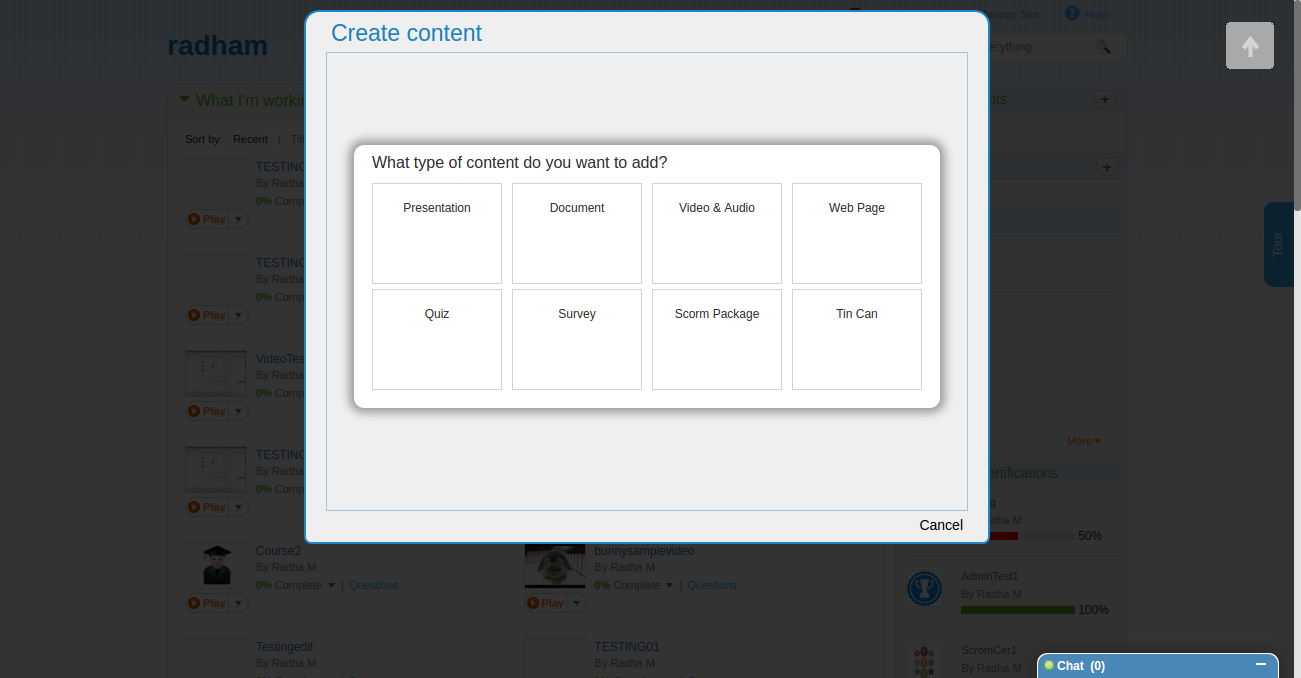 Create content
Manage Site
Help
radham
erything
What I'm workin
nts
+
Sort by: Recent | Titl
What type of content do you want to add?
Presentation
Document
Video & Audio
Web Page
Quiz
Survey
Scorm Package
Tin Can
Cancel
TESTING
By Radha
0% Comple
Play
+
Tour
TESTING
By Radha
0% Comp
Play
VideoTes
By Radha
0% Comp
Play
TESTING
By Radha
0% Comp
Play
More
ertifications
g
dha M
50%
Course2
By Radha M
0% Complete | Questions
Play
bunnysamplevideo
By Radha M
0% Complete | Questions
Play
AdminTest1
By Radha M
100%
Testingedit
By Radha M
TESTING01
By Radha M
ScromCer1
By Radha M
Chat (0)